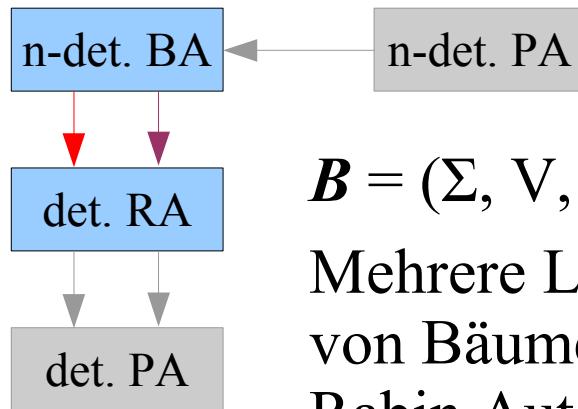 n-det. BA
n-det. PA
det. RA
B = (Σ, V,
Mehrere L
von Bäume
det. PA